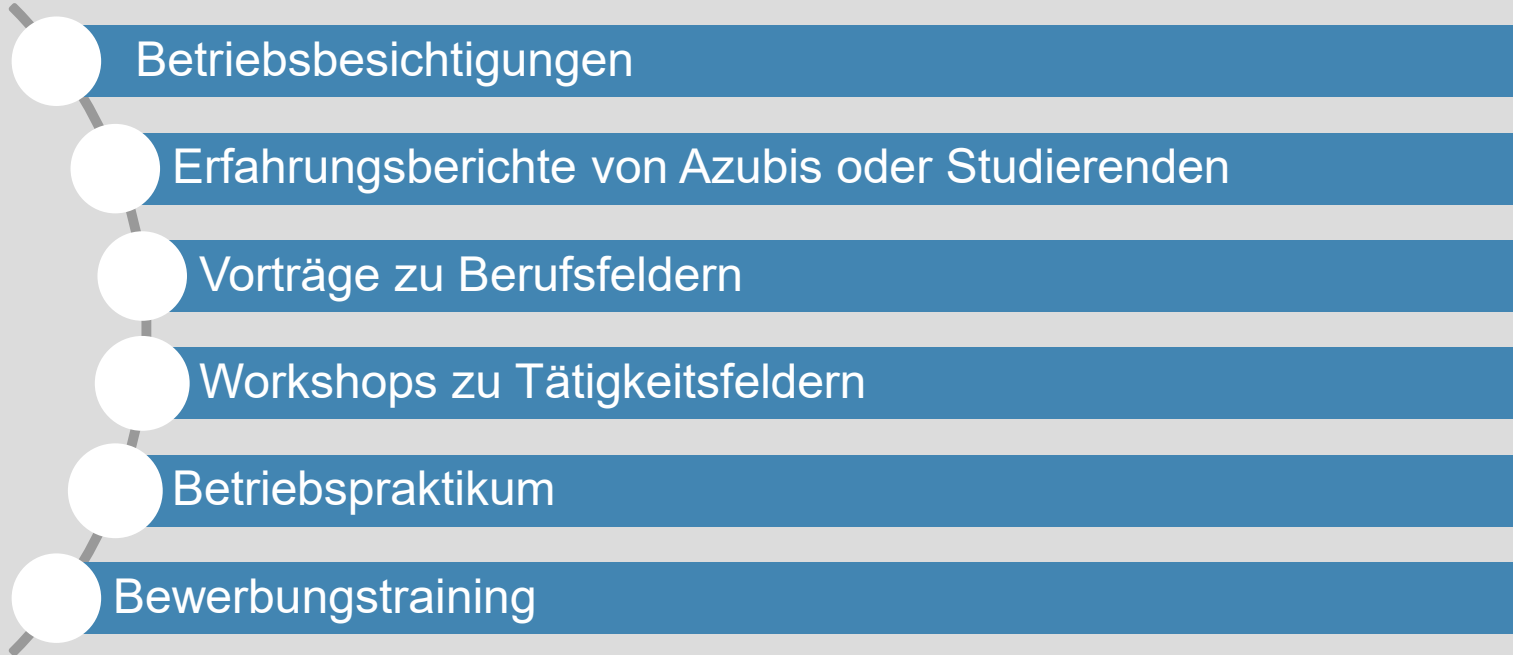 Betriebsbesichtigungen
Erfahrungsberichte von Azubis oder Studierenden
Vorträge zu Berufsfeldern
Workshops zu Tätigkeitsfeldern
Betriebspraktikum
Bewerbungstraining